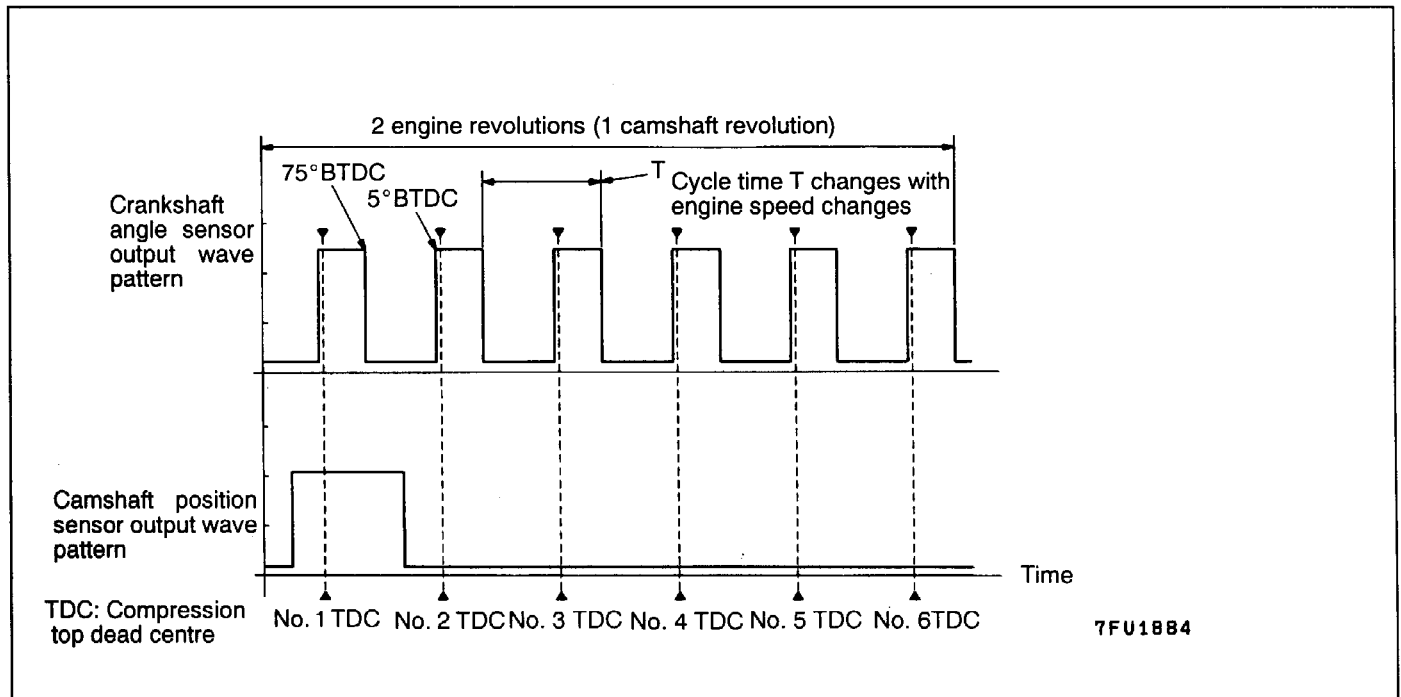 2 engine revolutions (1 camshaft revolution)
75°BTDC
5°BTDC
T
Cycle time T changes with
engine speed changes
Crankshaft
angle sensor
output wave
pattern
Camshaft position
sensor output wave
pattern
Time
TDC: Compression
top dead centre
No. 1 TDC No. 2 TDC No. 3 TDC No. 4 TDC No. 5 TDC No. 6TDC
7FU1884